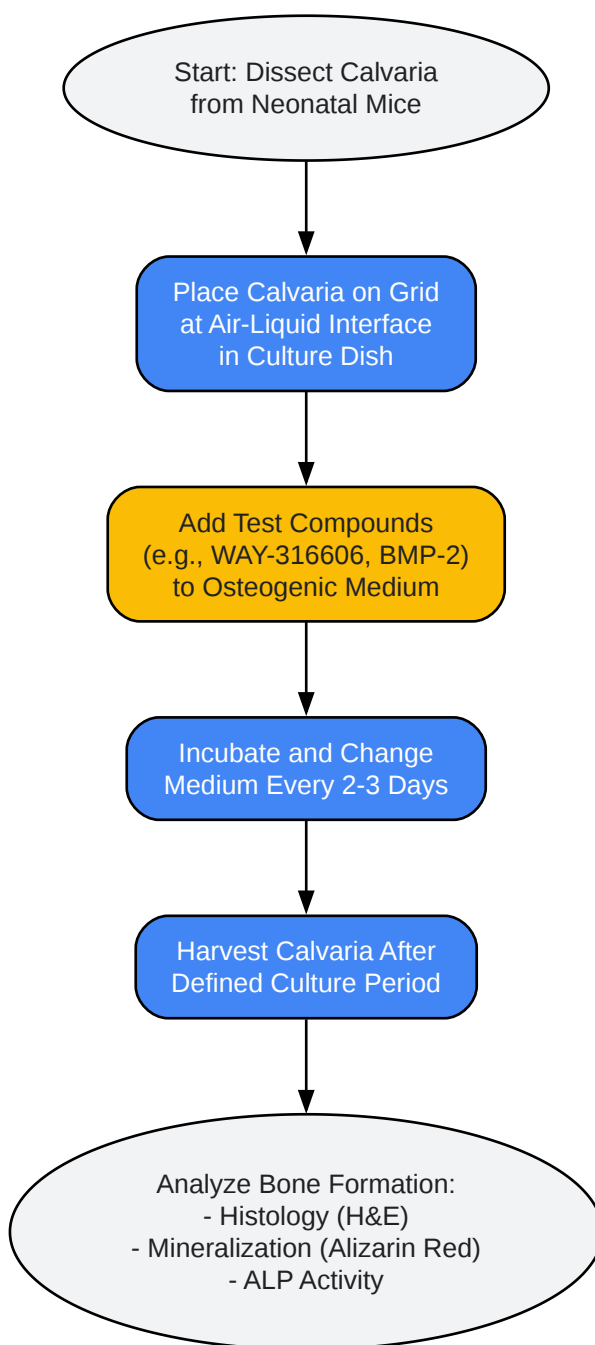 Start: Dissect Calvaria
from Neonatal Mice
Place Calvaria on Grid
at Air-Liquid Interface
in Culture Dish
Add Test Compounds
(e.g., WAY-316606, BMP-2)
to Osteogenic Medium
Incubate and Change
Medium Every 2-3 Days
Harvest Calvaria After
Defined Culture Period
Analyze Bone Formation:
- Histology (H&E)
- Mineralization (Alizarin Red)
- ALP Activity